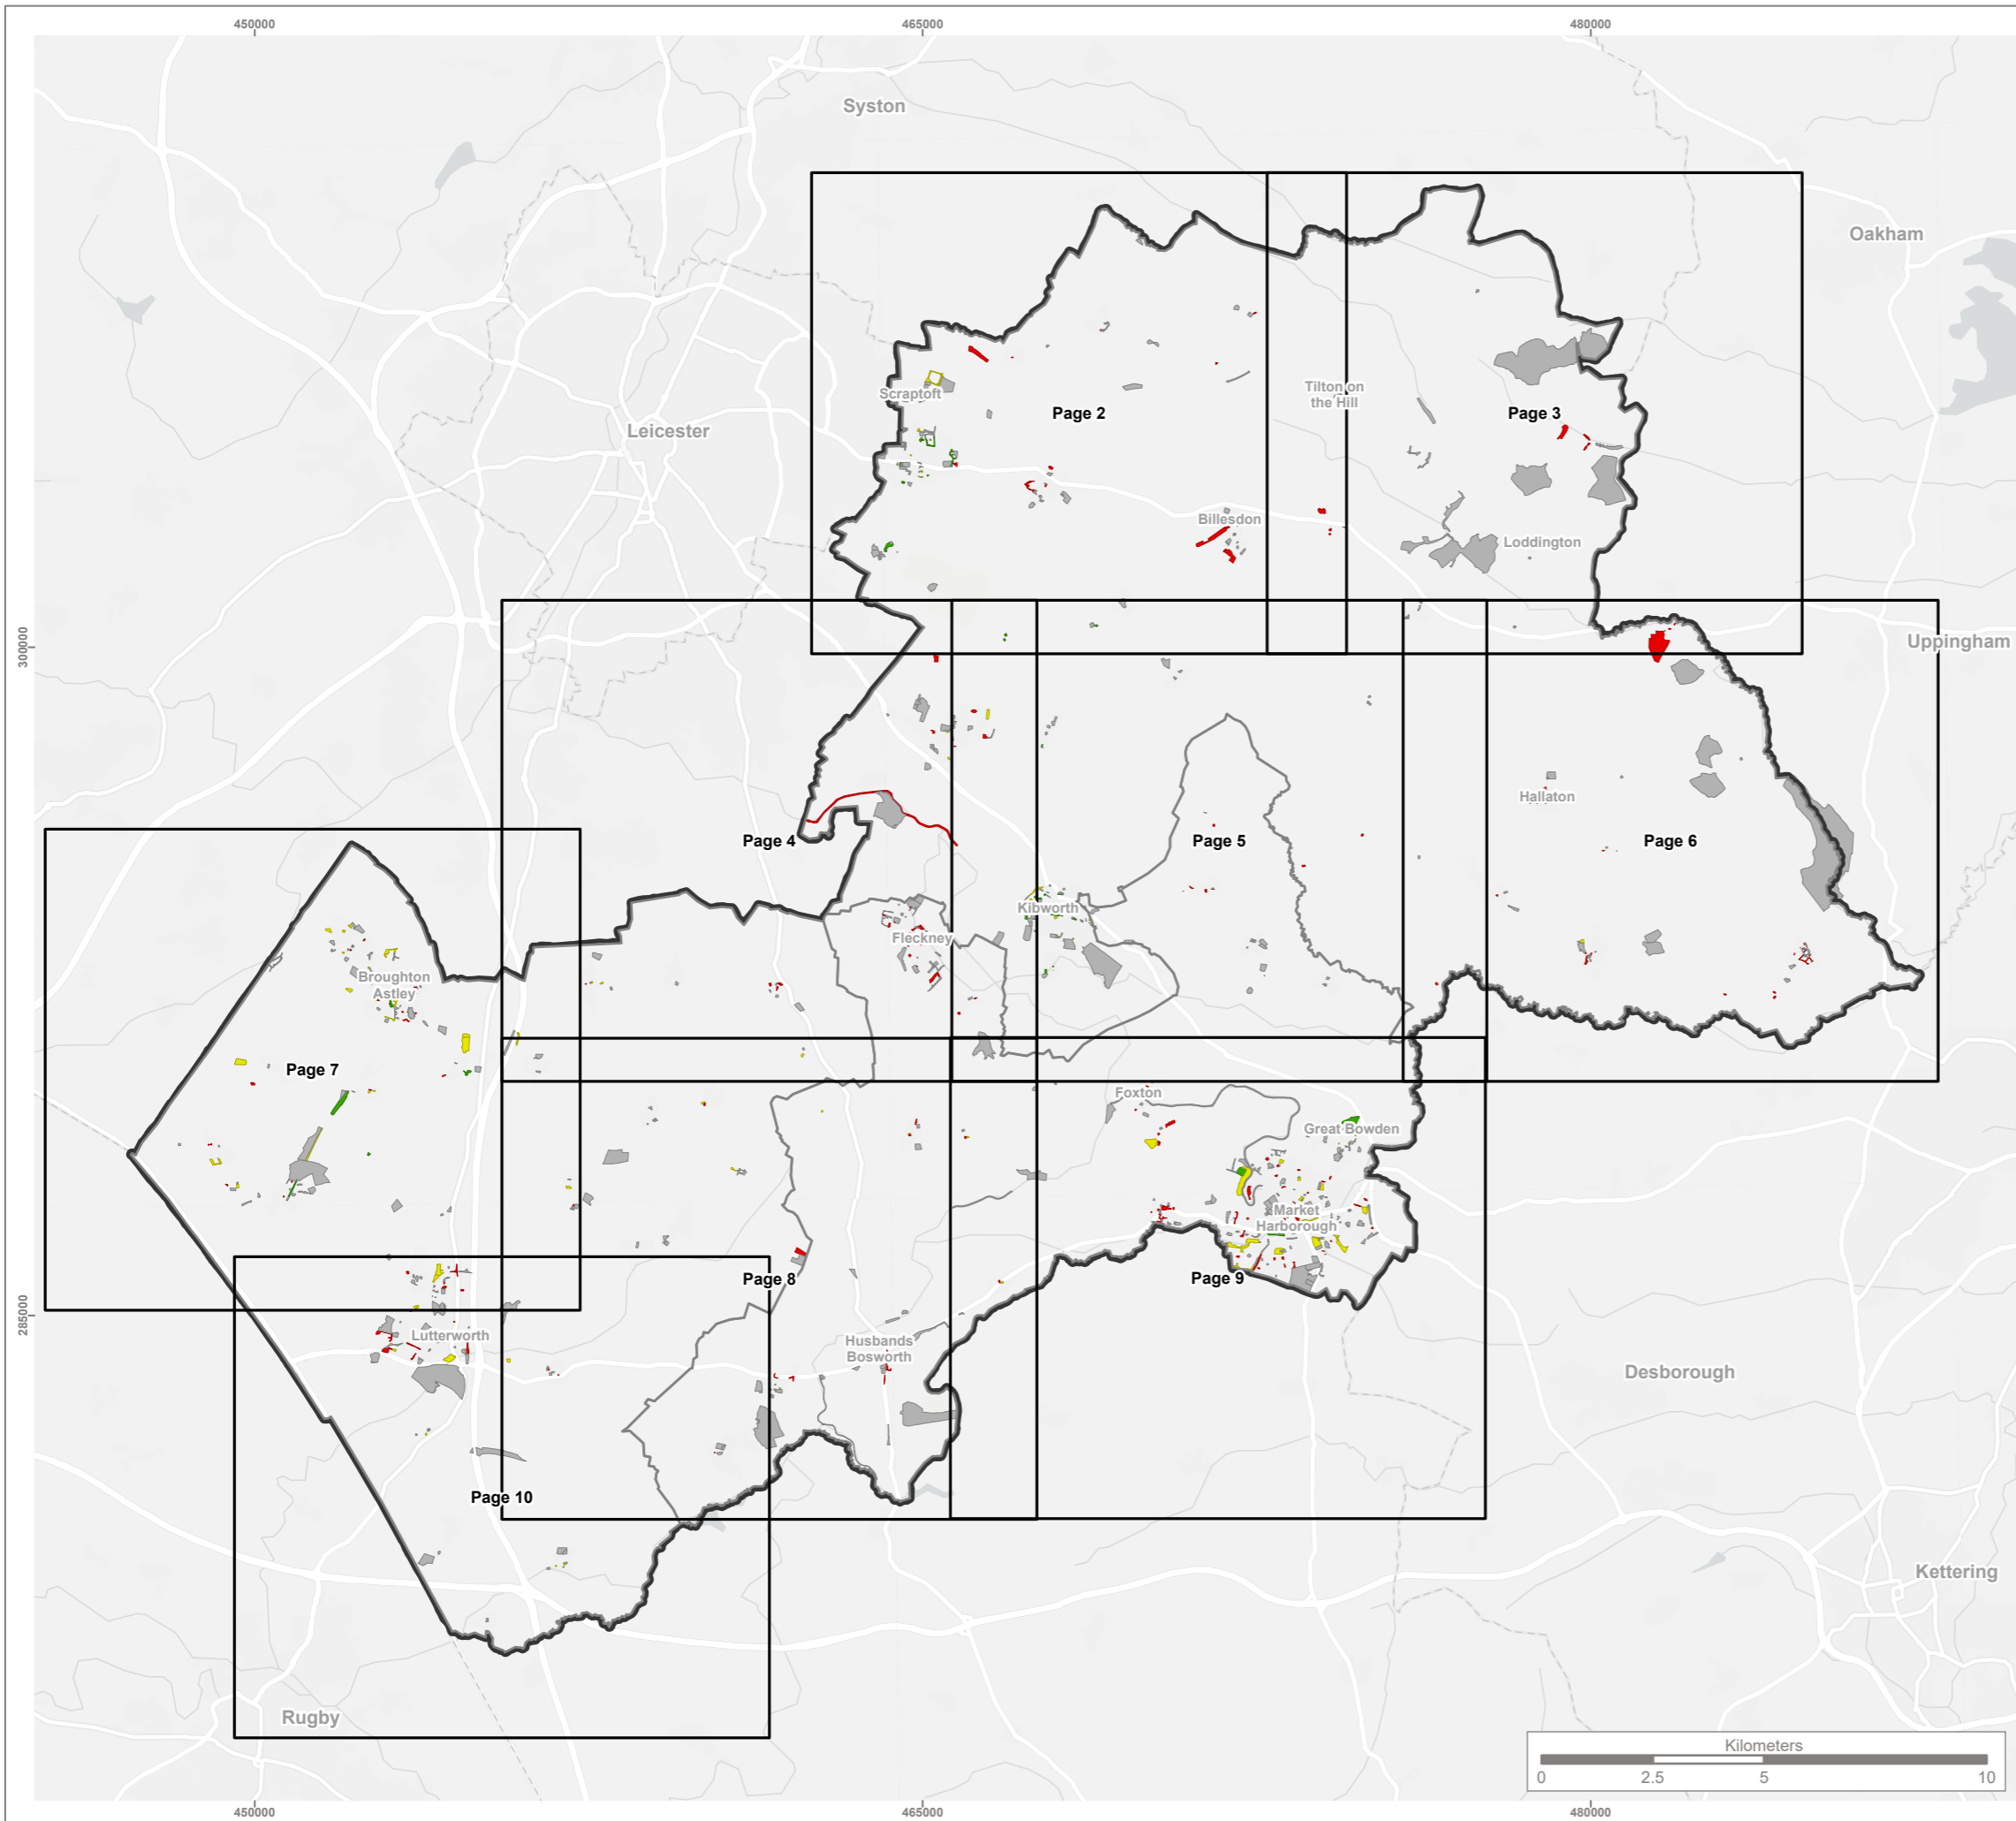 450000
465000
480000
Syston
Oakham
Scraptoft
Tilton on
the Hill
Page 2
Page 3
Leicester
Billesdon
Loddington
300000
Uppingham
Hallaton
Page 4
Page 5
Page 6
Kibworth
Fleckney
Broughton
Astley
Page 7
Foxton
Great Bowden
Market
Harborough
Page 8
Page 9
285000
Lutterworth
Husbands
Bosworth
Desborough
Page 10
Kettering
Rugby
Kilometers
0
2.5
5
10
450000
465000
480000